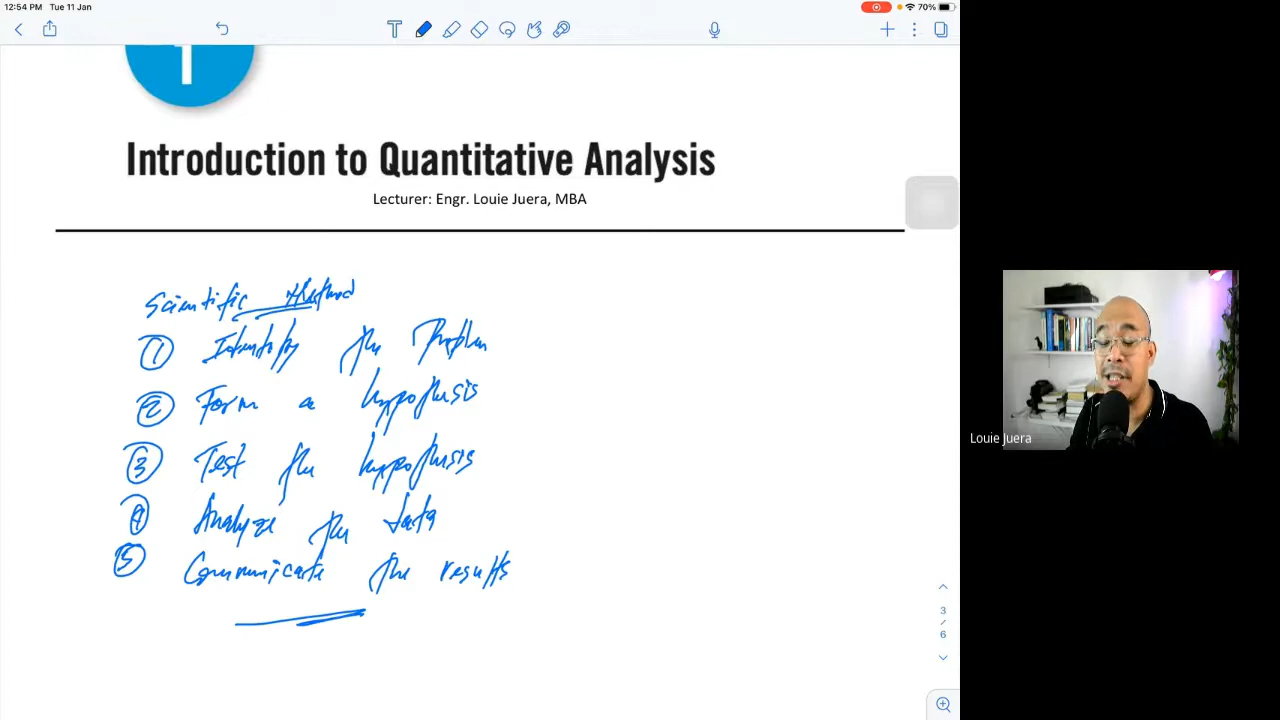 12:54 PM Tue 11 Jan
70%
1
Introduction to Quantitative Analysis
Lecturer: Engr. Louie Juera, MBA
Scientific Method
① Identify the Problem
② Form a hypothesis
③ Test the hypothesis
④ Analyze the data
⑤ Communicate the results
3
/
6
Louie Juera